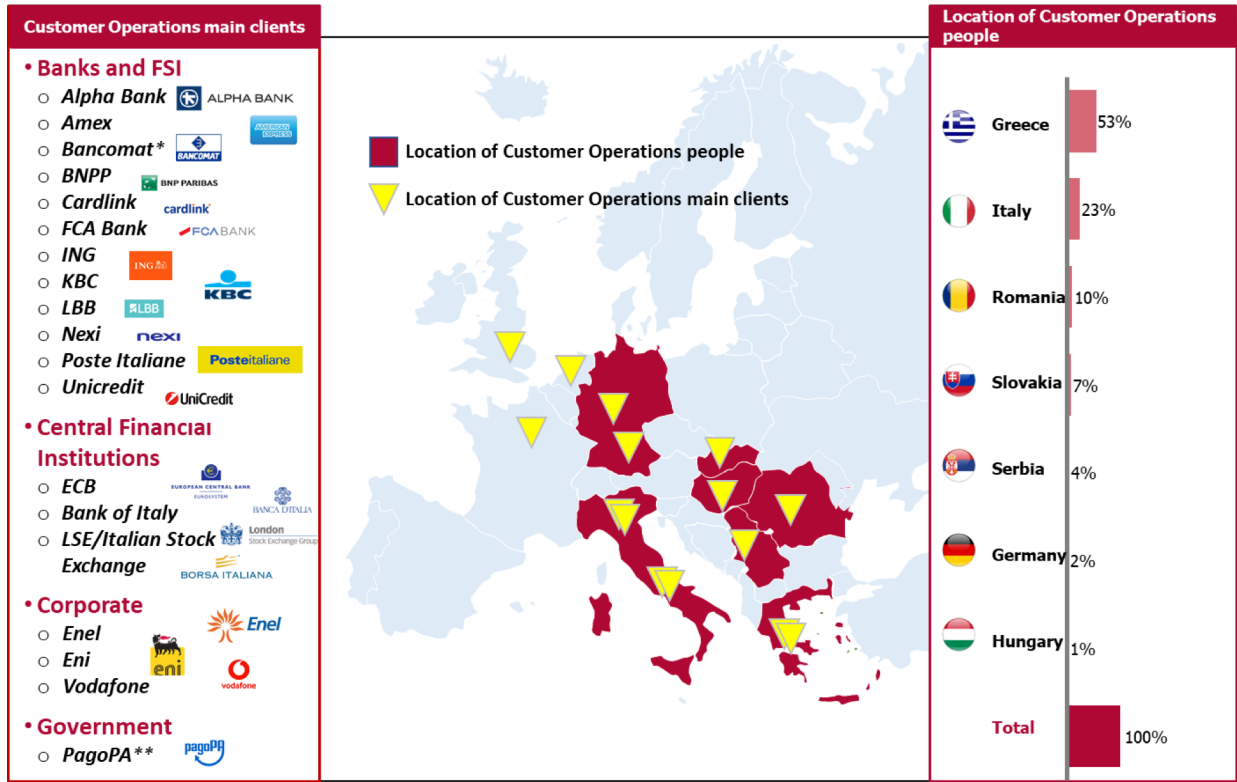 Customer Operations main clients
• Banks and FSI
o Alpha Bank
ALPHA BANK
o Amex
AMERICAN EXPRESS
o Bancomat*
BANCOMAT
o BNPP
BNP PARIBAS
o Cardlink
cardlink
o FCA Bank
FCA BANK
o ING
ING
o KBC
KBC
o LBB
LBB
o Nexi
nexi
o Poste Italiane
Posteitaliane
o Unicredit
UniCredit
• Central Financial
Institutions
o ECB
EUROPEAN CENTRAL BANK
EUROSYSTEM
o Bank of Italy
BANCA D'ITALIA
o LSE/Italian Stock
Exchange
London
Stock Exchange Group
BORSA ITALIANA
• Corporate
o Enel
Enel
o Eni
eni
o Vodafone
vodafone
• Government
o PagoPA**
pagoPA
Location of Customer Operations people
Location of Customer Operations main clients
Location of Customer Operations
people
Greece 53%
Italy 23%
Romania 10%
Slovakia 7%
Serbia 4%
Germany 2%
Hungary 1%
Total 100%